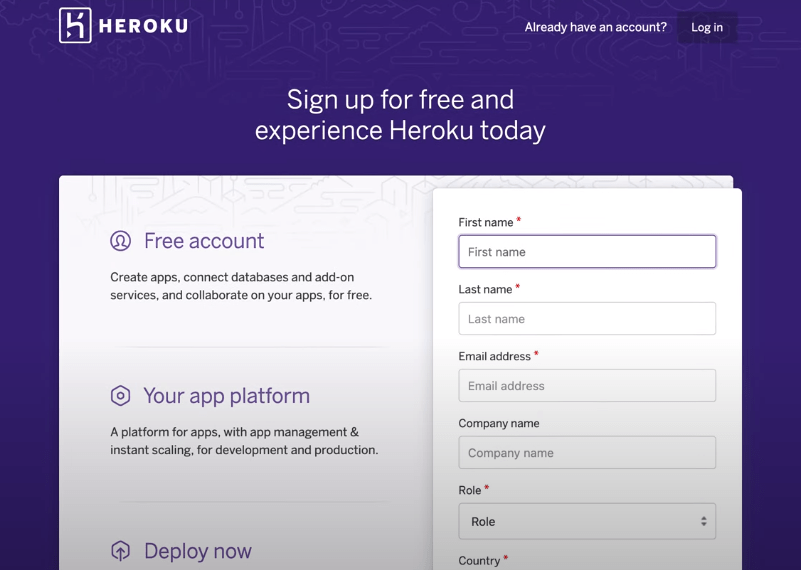 HEROKU
Already have an account?
Log in
Sign up for free and
experience Heroku today
Free account
Create apps, connect databases and add-on
services, and collaborate on your apps, for free.
Your app platform
A platform for apps, with app management &
instant scaling, for development and production.
Deploy now
First name *
First name
Last name *
Last name
Email address *
Email address
Company name
Company name
Role *
Role
Country *